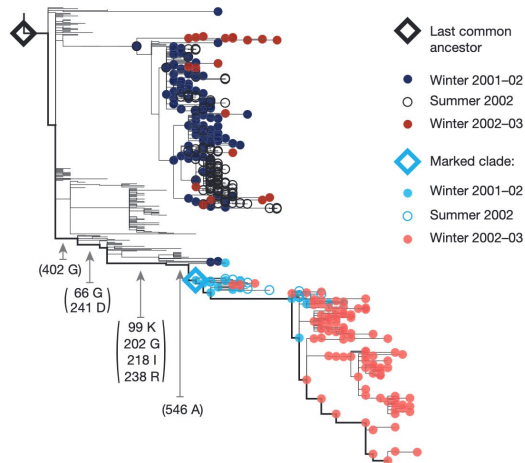 Last common
ancestor
Winter 2001–02
Summer 2002
Winter 2002–03
Marked clade:
Winter 2001–02
Summer 2002
Winter 2002–03
(402 G)
66 G
241 D
99 K
202 G
218 I
238 R
(546 A)